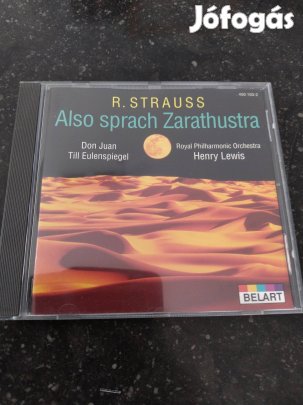 Jófogás
R. STRAUSS
Also sprach Zarathustra
Don Juan
Till Eulenspiegel
Royal Philharmonic Orchestra
Henry Lewis
BELART